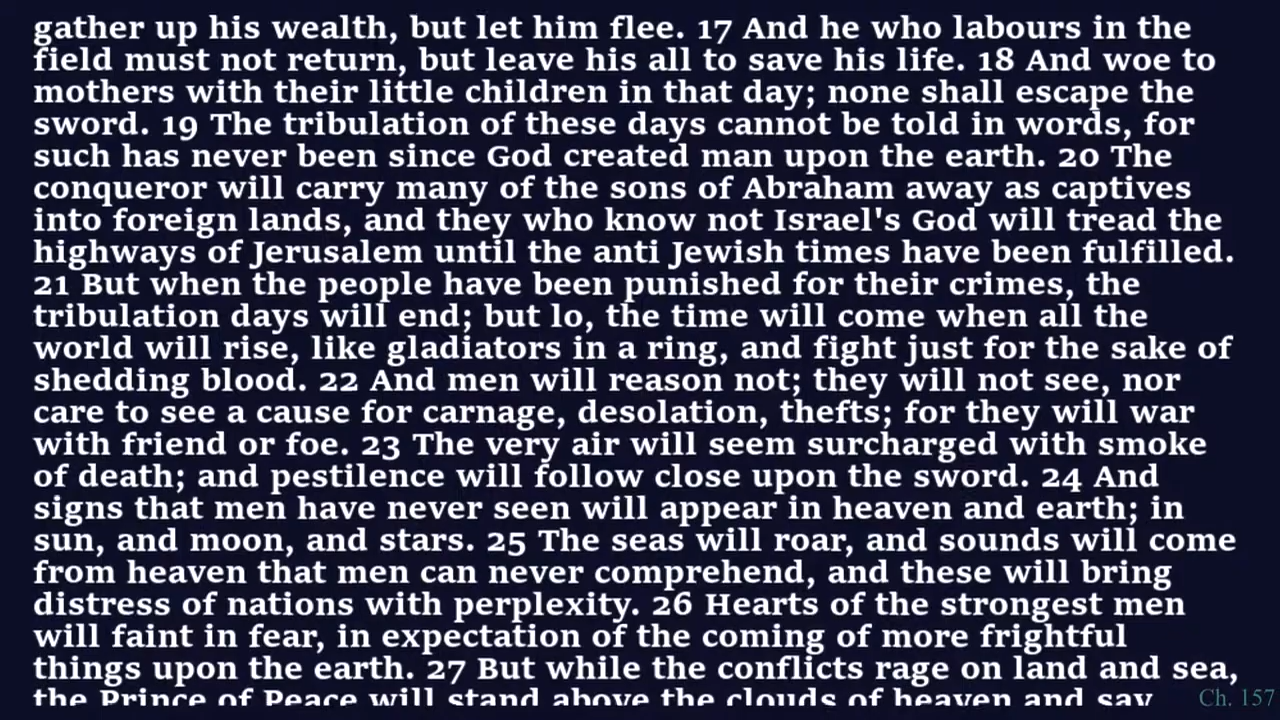 gather up his wealth, but let him flee. 17 And he who labours in the
field must not return, but leave his all to save his life. 18 And woe to
mothers with their little children in that day; none shall escape the
sword. 19 The tribulation of these days cannot be told in words, for
such has never been since God created man upon the earth. 20 The
conqueror will carry many of the sons of Abraham away as captives
into foreign lands, and they who know not Israel's God will tread the
highways of Jerusalem until the anti Jewish times have been fulfilled.
21 But when the people have been punished for their crimes, the
tribulation days will end; but lo, the time will come when all the
world will rise, like gladiators in a ring, and fight just for the sake of
shedding blood. 22 And men will reason not; they will not see, nor
care to see a cause for carnage, desolation, thefts; for they will war
with friend or foe. 23 The very air will seem surcharged with smoke
of death; and pestilence will follow close upon the sword. 24 And
signs that men have never seen will appear in heaven and earth; in
sun, and moon, and stars. 25 The seas will roar, and sounds will come
from heaven that men can never comprehend, and these will bring
distress of nations with perplexity. 26 Hearts of the strongest men
will faint in fear, in expectation of the coming of more frightful
things upon the earth. 27 But while the conflicts rage on land and sea,
the Prince of Peace will stand above the clouds of heaven and say
Ch. 157